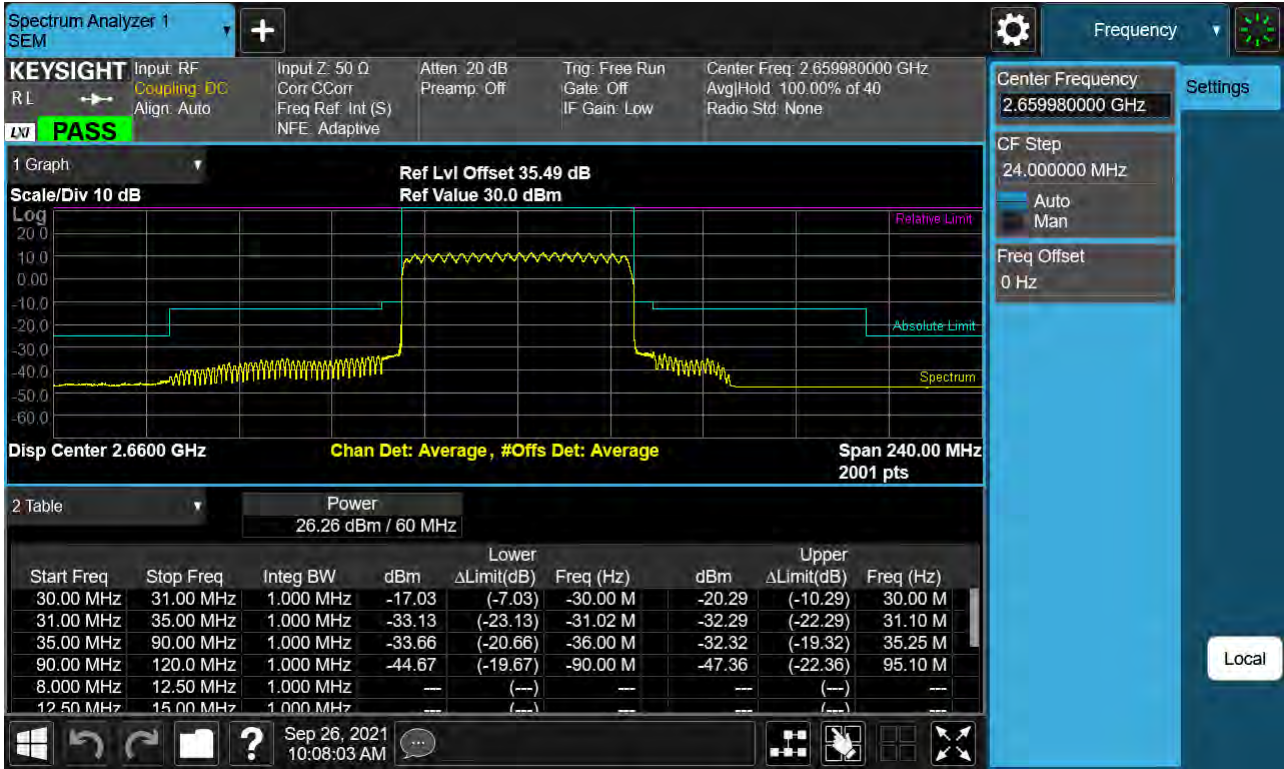 Spectrum Analyzer 1
SEM
Frequency
KEYSIGHT
R L
LXI PASS
Input: RF
Coupling: DC
Align: Auto
Input Z: 50 Ω
Corr CCorr
Freq Ref: Int (S)
NFE: Adaptive
Atten: 20 dB
Preamp: Off
Trig: Free Run
Gate: Off
IF Gain: Low
Center Freq: 2.659980000 GHz
Avg|Hold: 100.00% of 40
Radio Std: None
Center Frequency
2.659980000 GHz
Settings
CF Step
24.000000 MHz
Auto
Man
Freq Offset
0 Hz
1 Graph
Scale/Div 10 dB
Ref Lvl Offset 35.49 dB
Ref Value 30.0 dBm
Log
20.0
10.0
0.00
-10.0
-20.0
-30.0
-40.0
-50.0
-60.0
Relative Limit
Absolute Limit
Spectrum
Disp Center 2.6600 GHz
Chan Det: Average, #Offs Det: Average
Span 240.00 MHz
2001 pts
2 Table
Power
26.26 dBm / 60 MHz
Lower Upper
Start Freq Stop Freq Integ BW dBm ΔLimit(dB) Freq (Hz) dBm ΔLimit(dB) Freq (Hz)
30.00 MHz 31.00 MHz 1.000 MHz -17.03 (-7.03) -30.00 M -20.29 (-10.29) 30.00 M
31.00 MHz 35.00 MHz 1.000 MHz -33.13 (-23.13) -31.02 M -32.29 (-22.29) 31.10 M
35.00 MHz 90.00 MHz 1.000 MHz -33.66 (-20.66) -36.00 M -32.32 (-19.32) 35.25 M
90.00 MHz 120.0 MHz 1.000 MHz -44.67 (-19.67) -90.00 M -47.36 (-22.36) 95.10 M
8.000 MHz 12.50 MHz 1.000 MHz --- (---) --- --- (---) ---
12.50 MHz 15.00 MHz 1.000 MHz --- (---) --- --- (---) ---
Local
?
Sep 26, 2021
10:08:03 AM